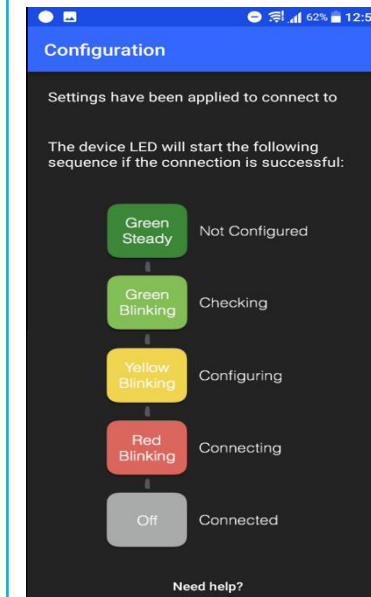 62% 12:5
Configuration
Settings have been applied to connect to
The device LED will start the following
sequence if the connection is successful:
Green
Steady
Not Configured
Green
Blinking
Checking
Yellow
Blinking
Configuring
Red
Blinking
Connecting
Off
Connected
Need help?